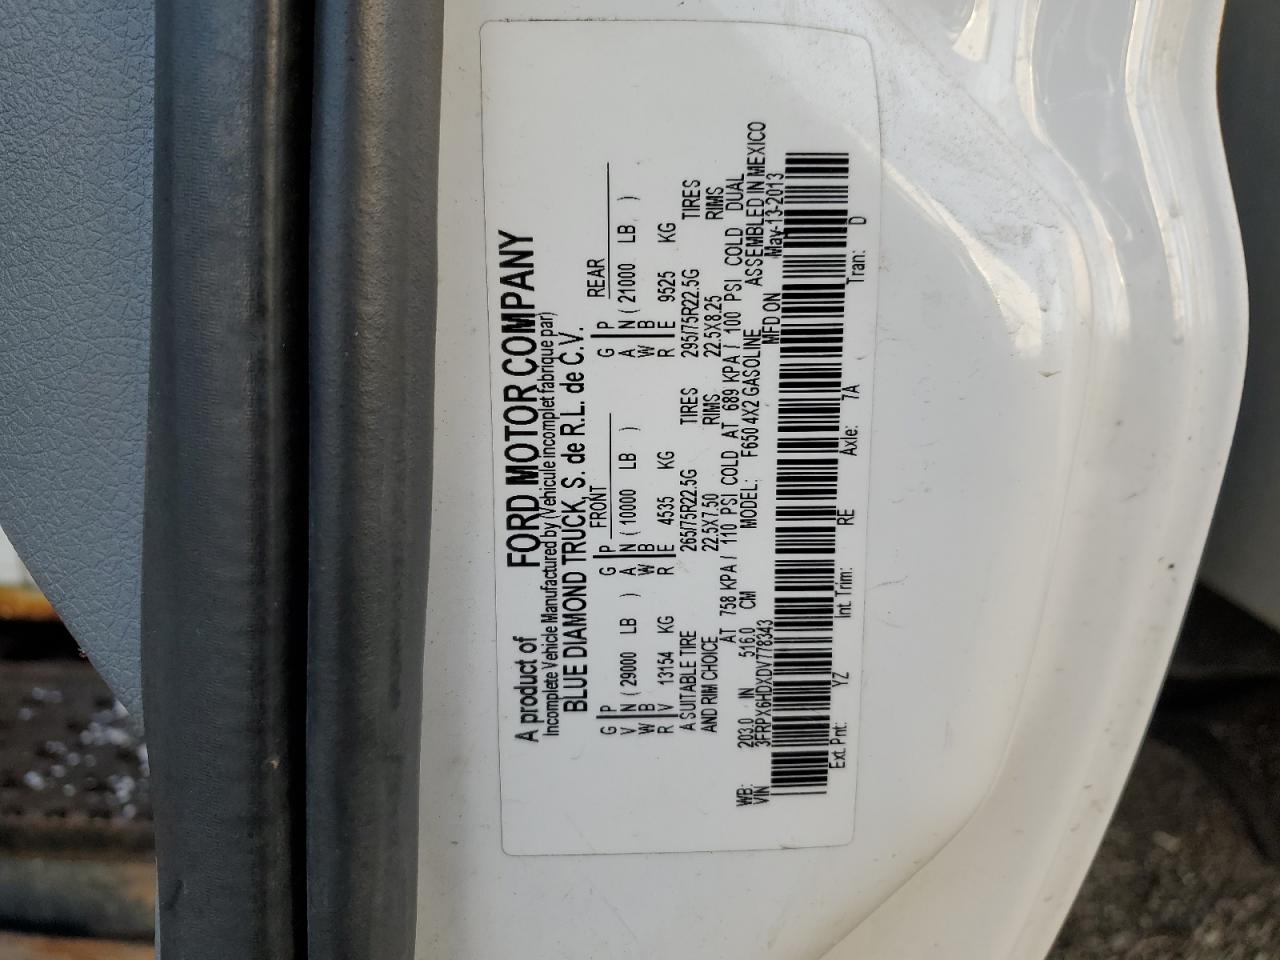 A product of FORD MOTOR COMPANY
Incomplete Vehicle Manufactured by (Vehicule incomplet fabrique par)
BLUE DIAMOND TRUCK, S. de R.L. de C.V.
FRONT REAR
G P G P G P
V N ( 29000 LB ) A N ( 10000 LB ) A N ( 21000 LB )
W B W B W B
R V 13154 KG R E 4535 KG R E 9525 KG
A SUITABLE TIRE 265/75R22.5G TIRES 295/75R22.5G TIRES
AND RIM CHOICE 22.5X7.50 RIMS 22.5X8.25 RIMS
AT 758 KPA / 110 PSI COLD AT 689 KPA / 100 PSI COLD DUAL
WB: 203.0 IN 516.0 CM MODEL: F650 4X2 GASOLINE ASSEMBLED IN MEXICO
VIN 3FRPX6HDXDV778343 MFD ON May-13-2013
Ext. Pnt: YZ Int. Trim: RE Axle: 7A Tran: D